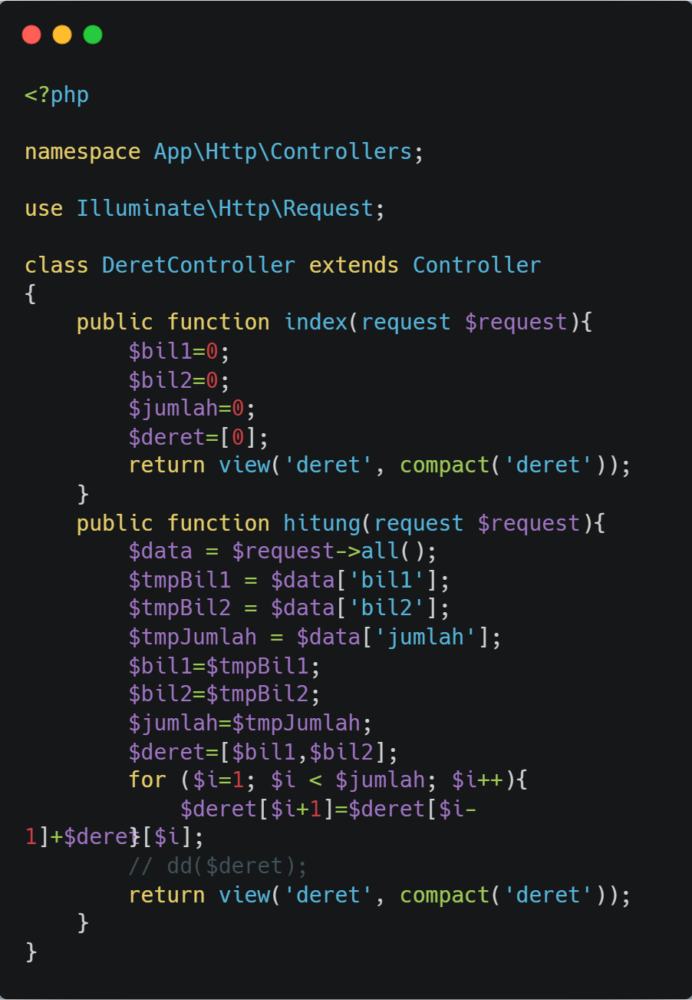 <?php

namespace App\Http\Controllers;

use Illuminate\Http\Request;

class DeretController extends Controller
{
    public function index(request $request){
        $bil1=0;
        $bil2=0;
        $jumlah=0;
        $deret=[0];
        return view('deret', compact('deret'));
    }
    public function hitung(request $request){
        $data = $request->all();
        $tmpBil1 = $data['bil1'];
        $tmpBil2 = $data['bil2'];
        $tmpJumlah = $data['jumlah'];
        $bil1=$tmpBil1;
        $bil2=$tmpBil2;
        $jumlah=$tmpJumlah;
        $deret=[$bil1,$bil2];
        for ($i=1; $i < $jumlah; $i++){
            $deret[$i+1]=$deret[$i-
1]+$deret[$i];
        }
        // dd($deret);
        return view('deret', compact('deret'));
    }
}